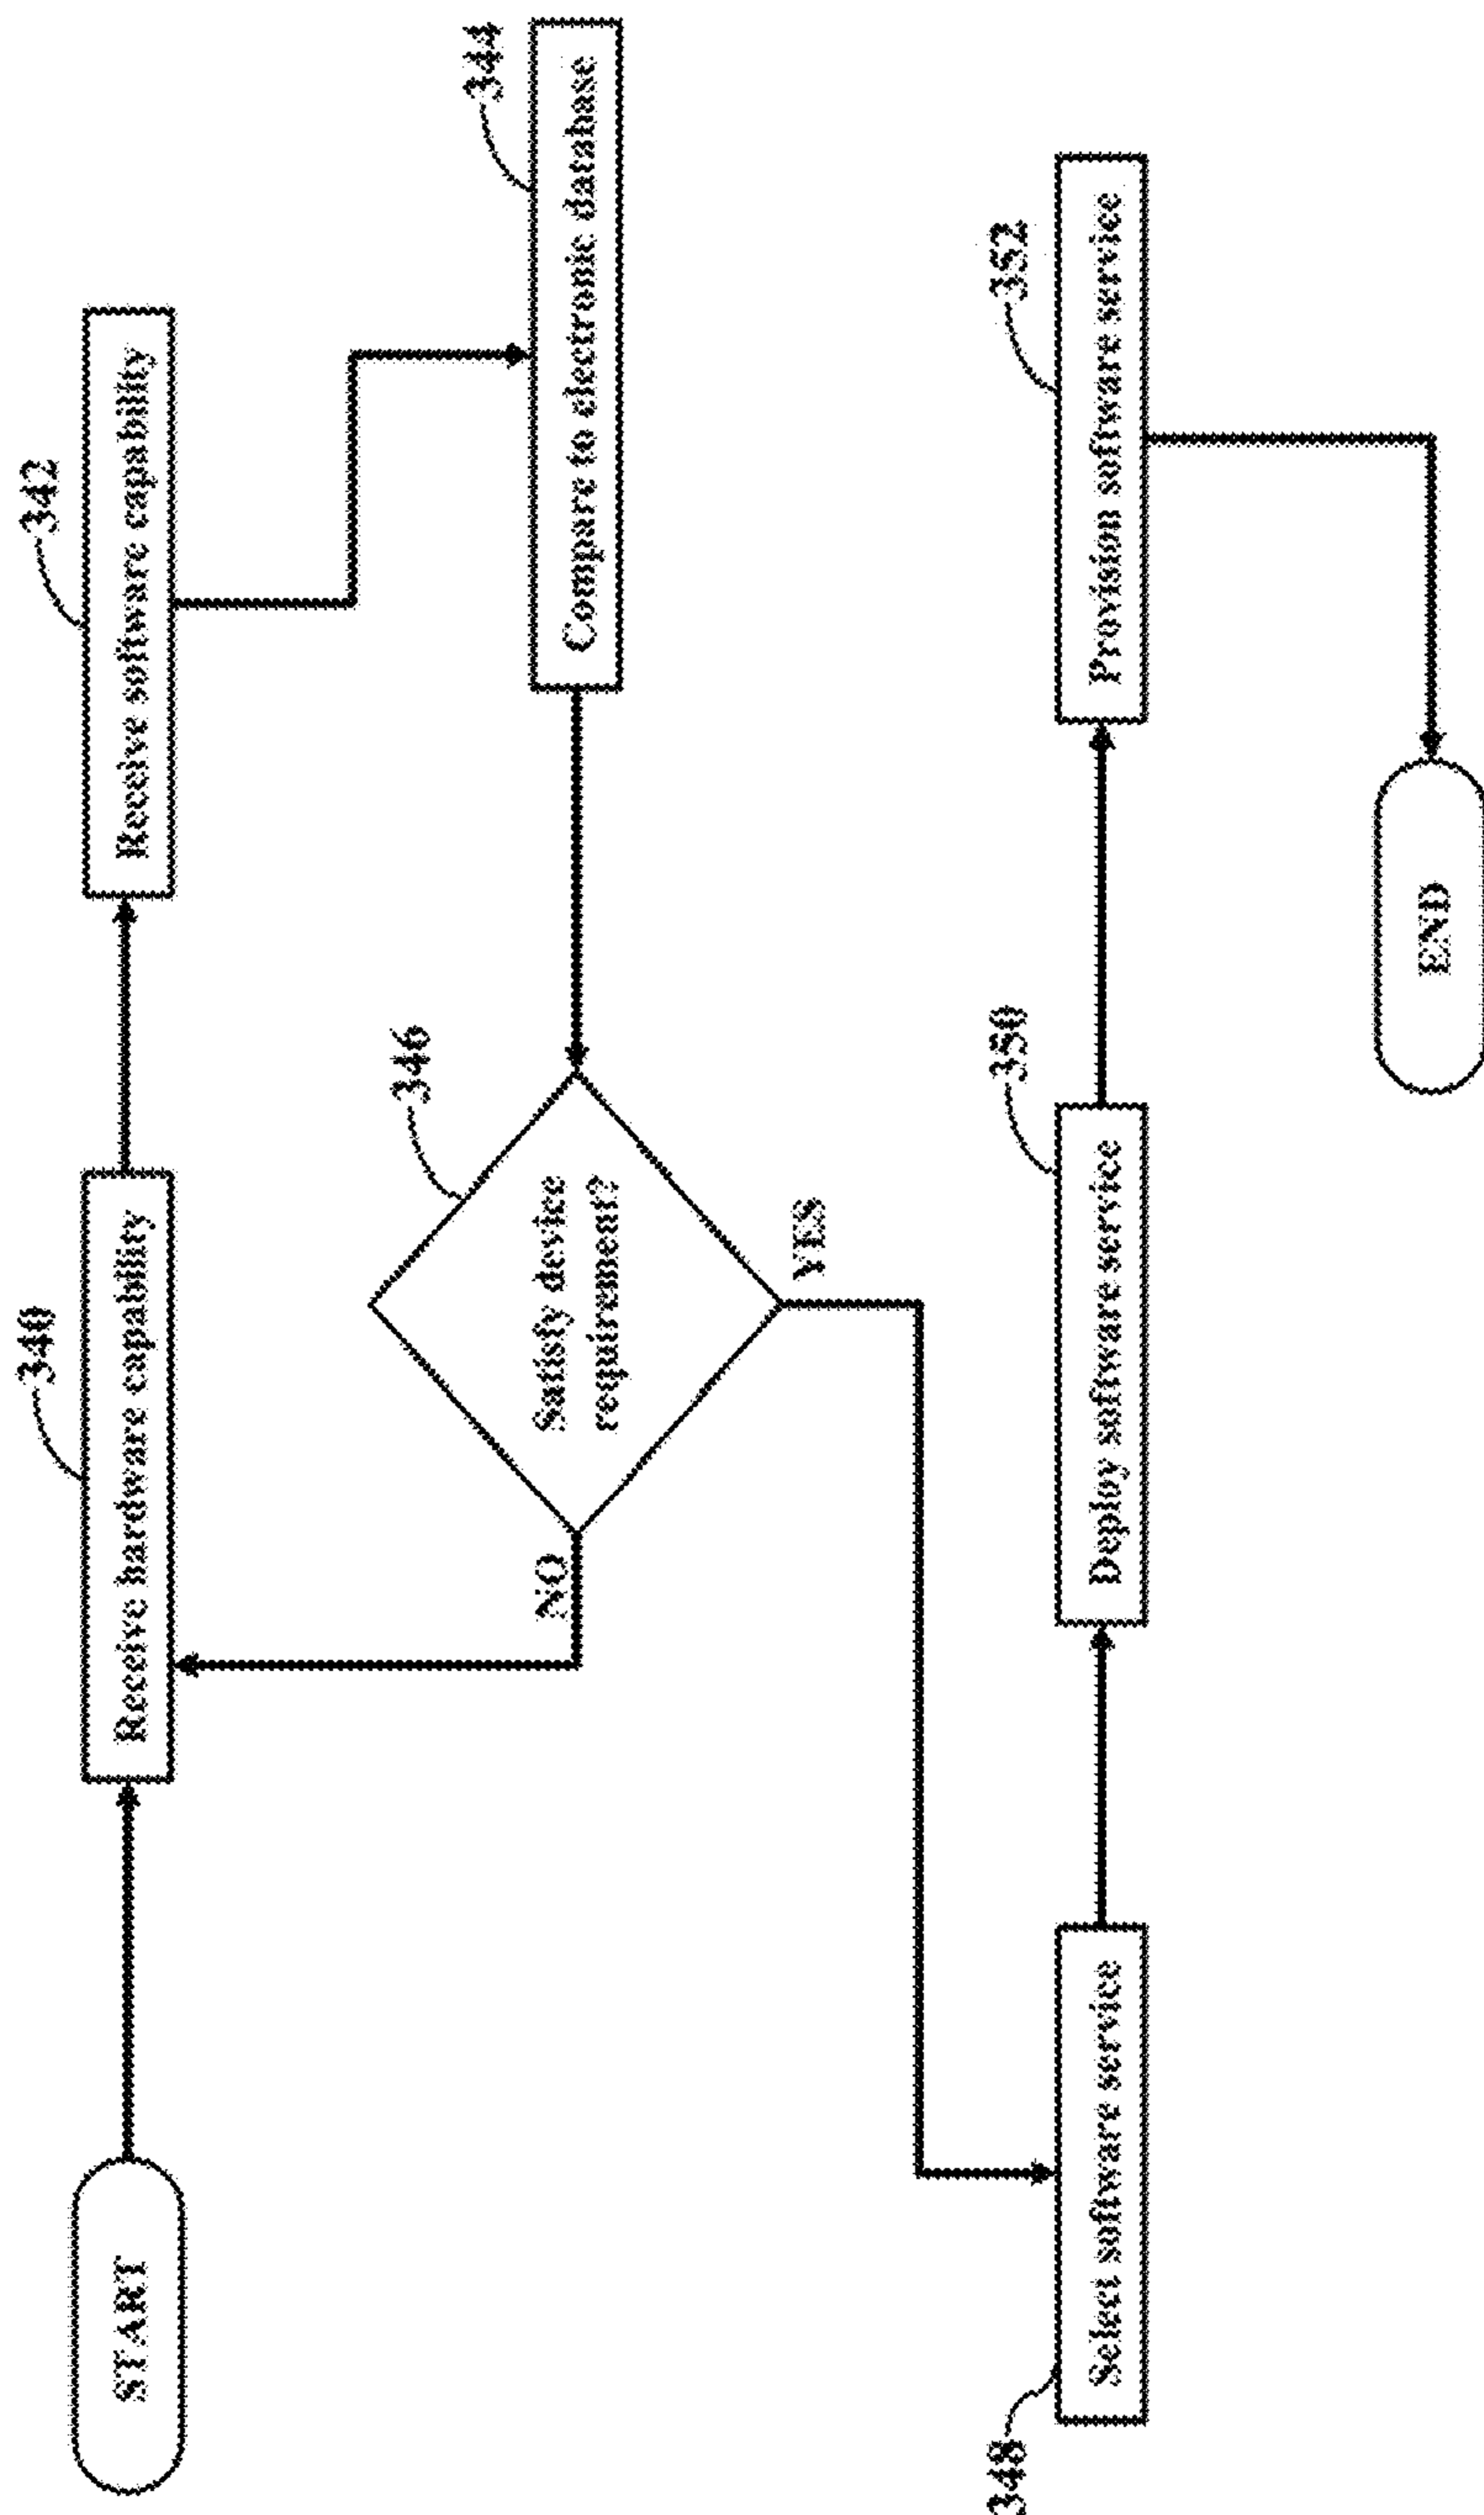 START
340
Receive hardware capability
342
Receive software capability
344
Compare to electronic database
346
Satisfy device
requirement?
NO
YES
348
Select software service
350
Deploy software service
352
Provision software service
END